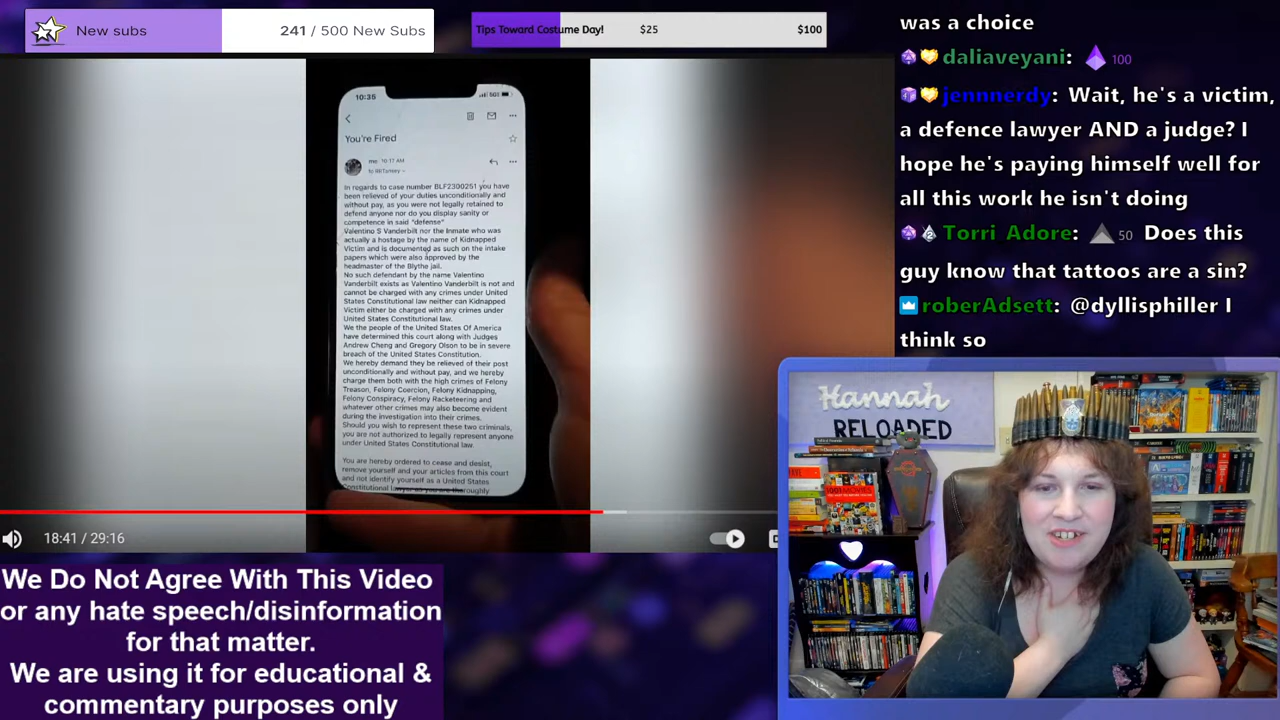 New subs
241 / 500 New Subs
Tips Toward Costume Day!
$25
$100
10:35
5G
You're Fired
me 10:17 AM
In regards to case number BLF2300251 you have
been relieved of your duties unconditionally and
without pay, as you were not legally retained to
defend anyone nor do you display sanity or
competence in said "defense"
Valentino S Vanderbilt nor the Inmate who was
actually a hostage by the name of Kidnapped
Victim and is documented as such on the intake
papers which were also approved by the
headmaster of the Blythe jail.
No such defendant by the name Valentino
Vanderbilt exists as Valentino Vanderbilt is not and
cannot be charged with any crimes under United
States Constitutional law neither can Kidnapped
Victim either be charged with any crimes under
United States Constitutional law.
We the people of the United States Of America
have determined this court along with Judges
Andrew Cheng and Gregory Olson to be in severe
breach of the United States Constitution.
We hereby demand they be relieved of their post
unconditionally and without pay, and we hereby
charge them both with the high crimes of Felony
Treason, Felony Coercion, Felony Kidnapping,
Felony Conspiracy, Felony Racketeering and
whatever other crimes may also become evident
during the investigation into their crimes.
Should you wish to represent these two criminals,
you are not authorized to legally represent anyone
under United States Constitutional law.
You are hereby ordered to cease and desist,
remove yourself and your articles from this court
and not identify yourself as a United States
Constitutional lawyer as you are thoroughly
18:41 / 29:16
We Do Not Agree With This Video
or any hate speech/disinformation
for that matter.
We are using it for educational &
commentary purposes only
was a choice
daliaveyani: 100
jennnerdy: Wait, he's a victim,
a defence lawyer AND a judge? I
hope he's paying himself well for
all this work he isn't doing
Torri_Adore: 50 Does this
guy know that tattoos are a sin?
roberAdsett: @dyllisphiller I
think so
Hannah
RELOADED
1001 MOVIES